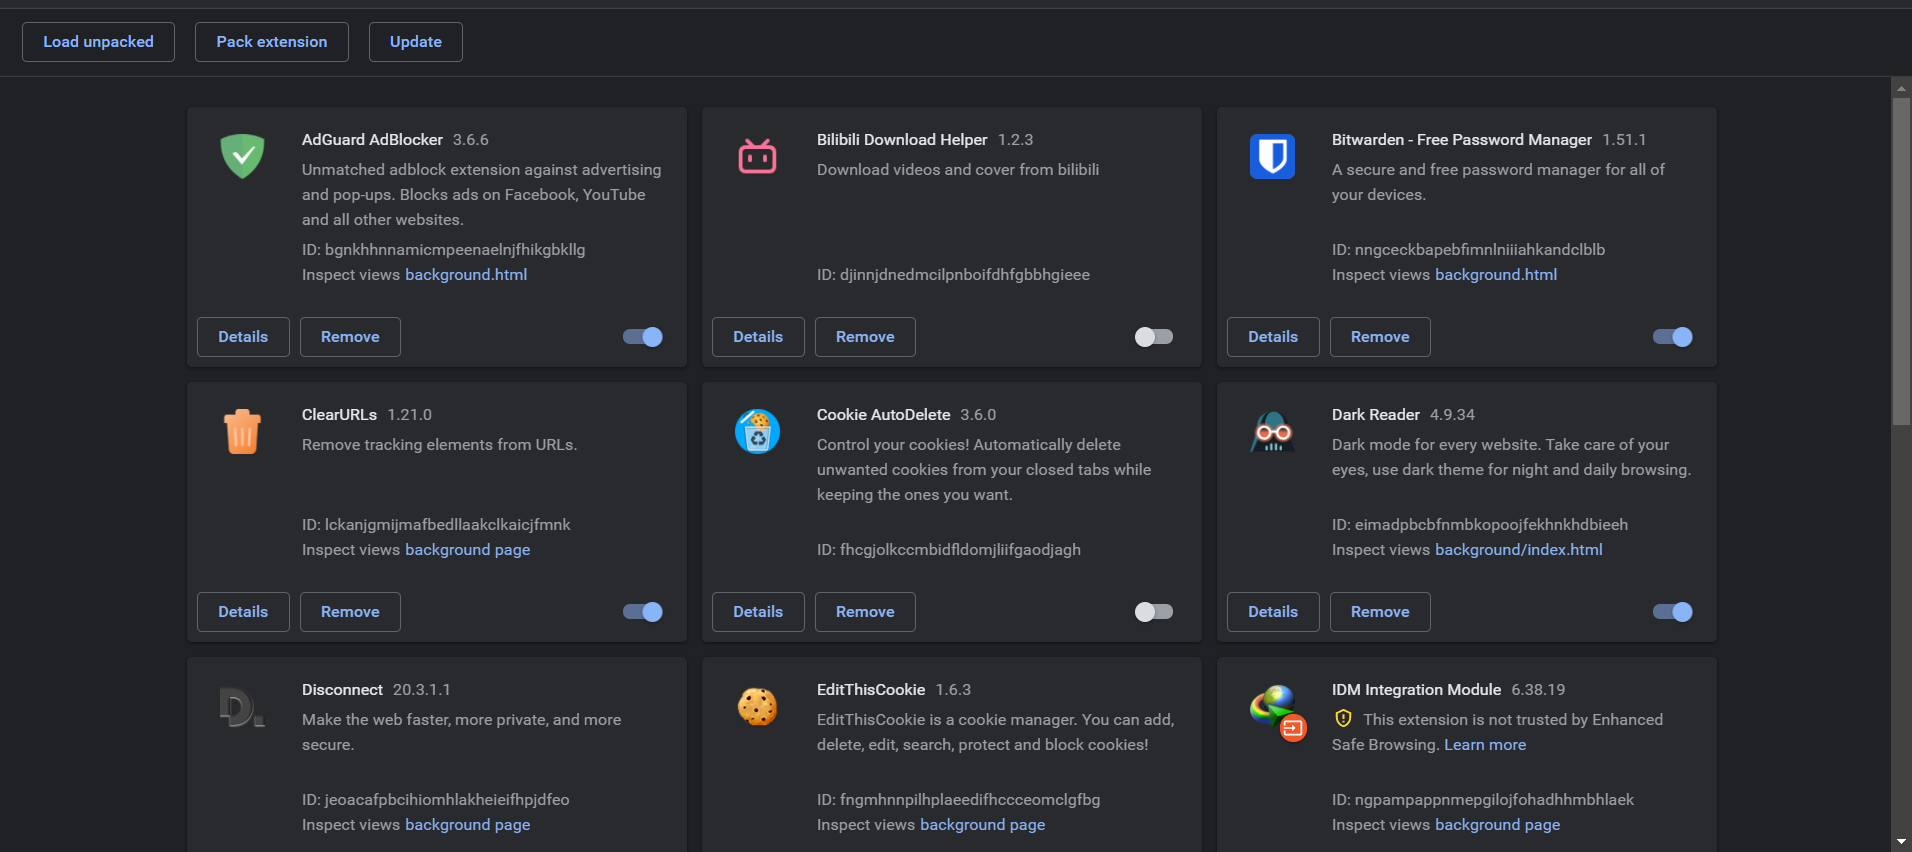 Load unpacked
Pack extension
Update
AdGuard AdBlocker 3.6.6
Unmatched adblock extension against advertising
and pop-ups. Blocks ads on Facebook, YouTube
and all other websites.
ID: bgnkhhnnamicmpeenaelnjfhikgbkllg
Inspect views background.html
Details
Remove
Bilibili Download Helper 1.2.3
Download videos and cover from bilibili
ID: djinnjdnedmcilpnboifdhfgbbhgieee
Details
Remove
Bitwarden - Free Password Manager 1.51.1
A secure and free password manager for all of
your devices.
ID: nngceckbapebfimnlniiiahkandclblb
Inspect views background.html
Details
Remove
ClearURLs 1.21.0
Remove tracking elements from URLs.
ID: lckanjgmijmafbedllaakclkaicjfmnk
Inspect views background page
Details
Remove
Cookie AutoDelete 3.6.0
Control your cookies! Automatically delete
unwanted cookies from your closed tabs while
keeping the ones you want.
ID: fhcgjolkccmbidfldomjliifgaodjagh
Details
Remove
Dark Reader 4.9.34
Dark mode for every website. Take care of your
eyes, use dark theme for night and daily browsing.
ID: eimadpbcbfnmbkopoojfekhnkhdbieeh
Inspect views background/index.html
Details
Remove
Disconnect 20.3.1.1
Make the web faster, more private, and more
secure.
ID: jeoacafpbcihiomhlakheieifhpjdfeo
Inspect views background page
EditThisCookie 1.6.3
EditThisCookie is a cookie manager. You can add,
delete, edit, search, protect and block cookies!
ID: fngmhnnpilhplaeedifhccceomclgfbg
Inspect views background page
IDM Integration Module 6.38.19
This extension is not trusted by Enhanced
Safe Browsing. Learn more
ID: ngpampappnmepgilojfohadhhmbhlaek
Inspect views background page